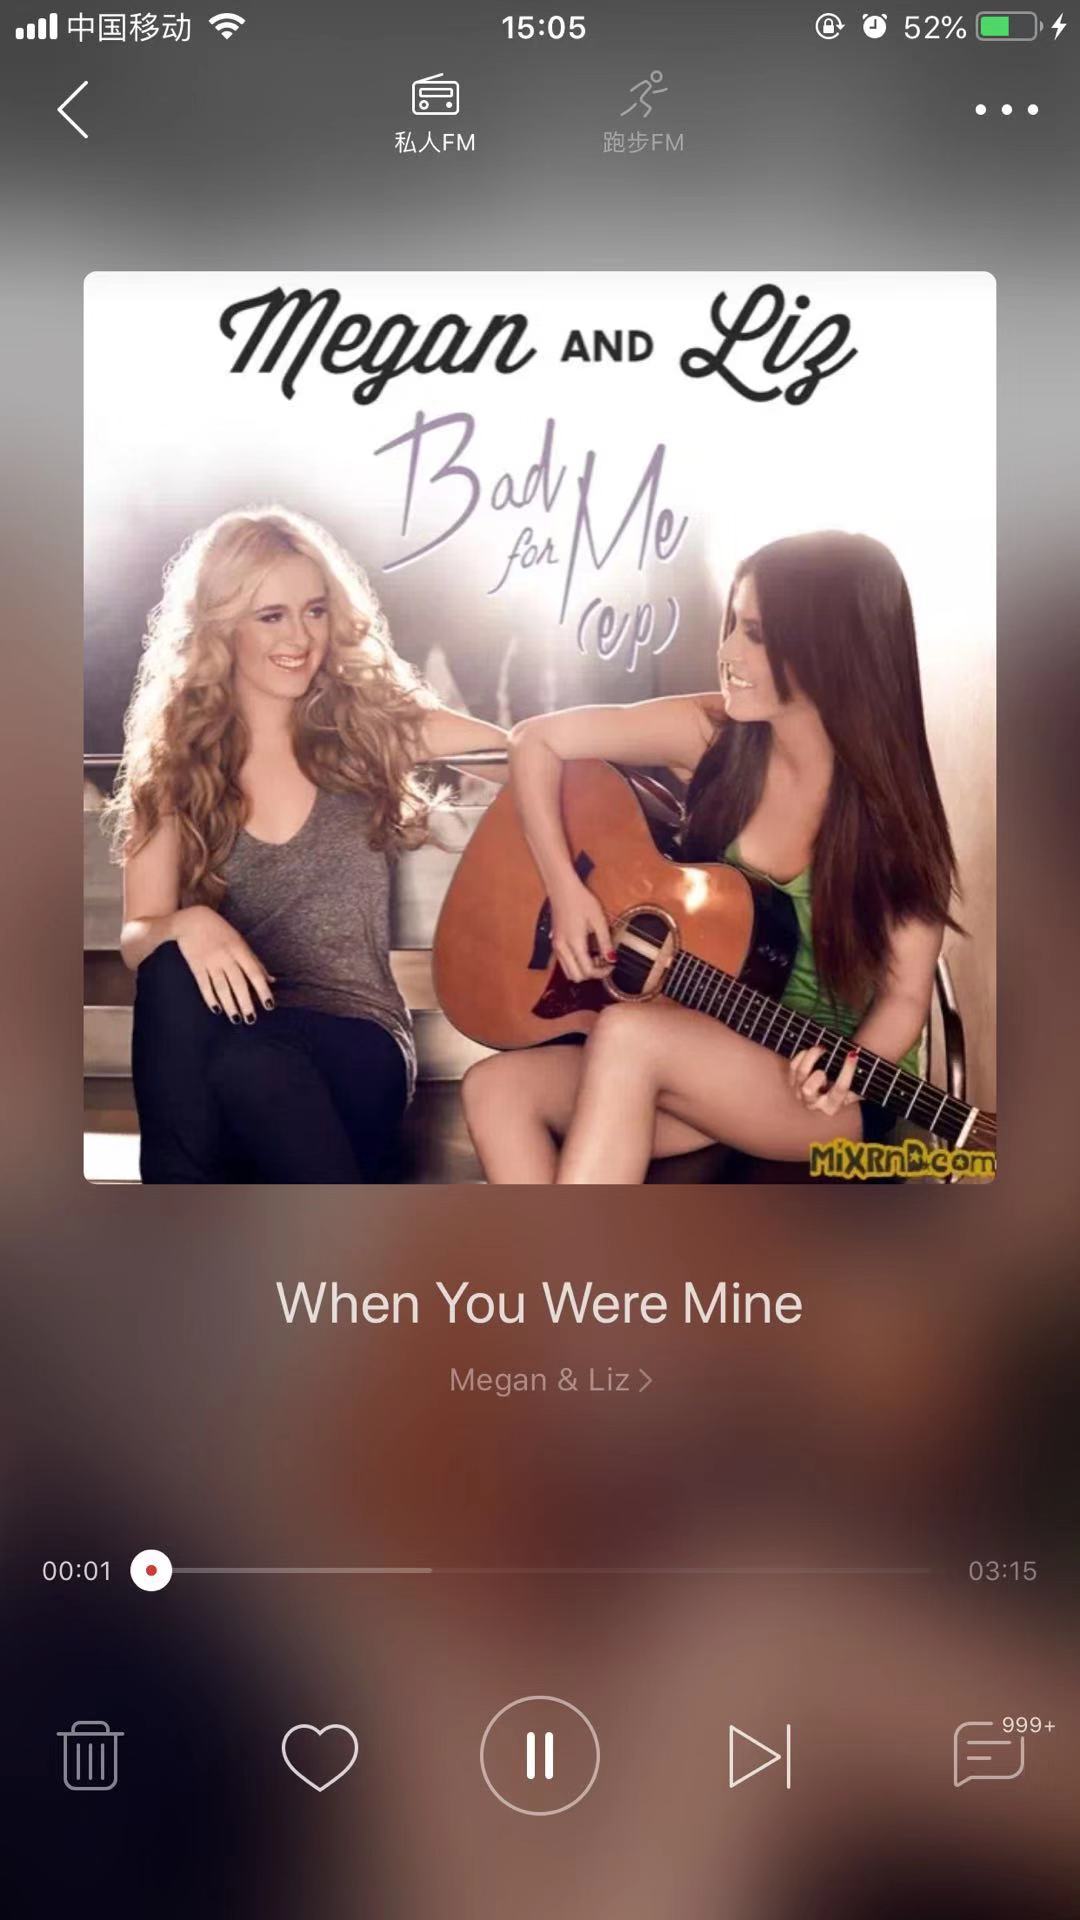 中国移动
15:05
52%
私人FM
跑步FM
Megan AND Liz
Bad
for Me
(ep)
MiXRnD.com
When You Were Mine
Megan & Liz
00:01
03:15
999+